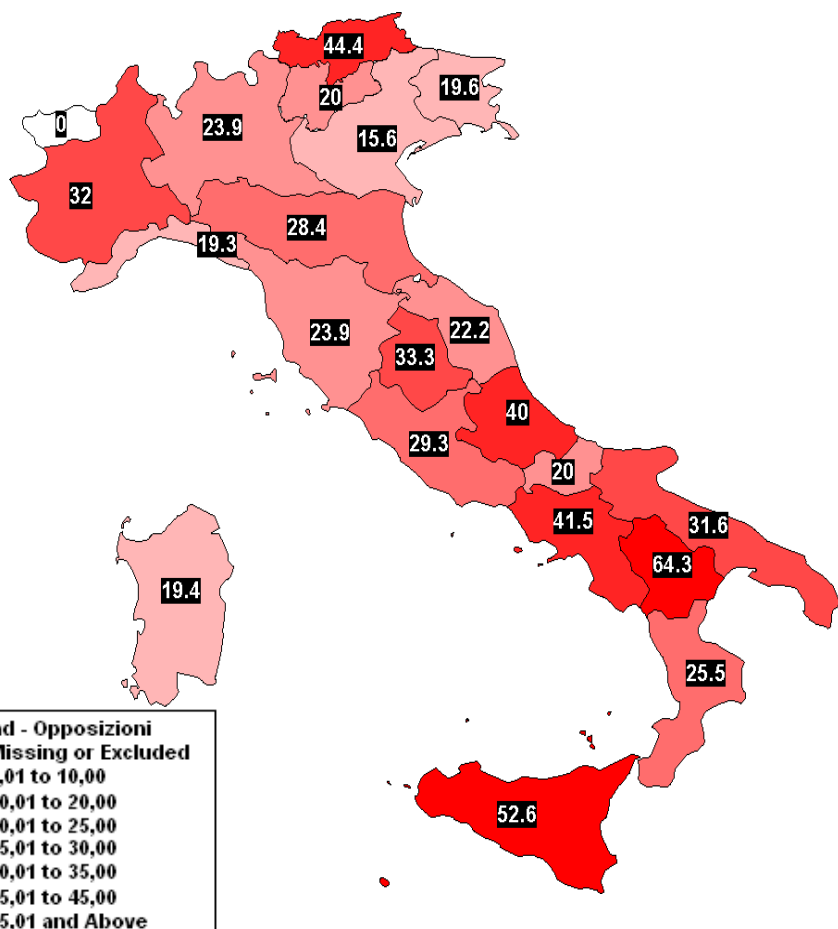 44.4
19.6
20
0
23.9
15.6
32
28.4
19.3
23.9
22.2
33.3
40
29.3
20
41.5
31.6
64.3
19.4
25.5
52.6
- Opposizioni
or Excluded
,01 to 10,00
0,01 to 20,00
0,01 to 25,00
5,01 to 30,00
0,01 to 35,00
5,01 to 45,00
5,01 and Above